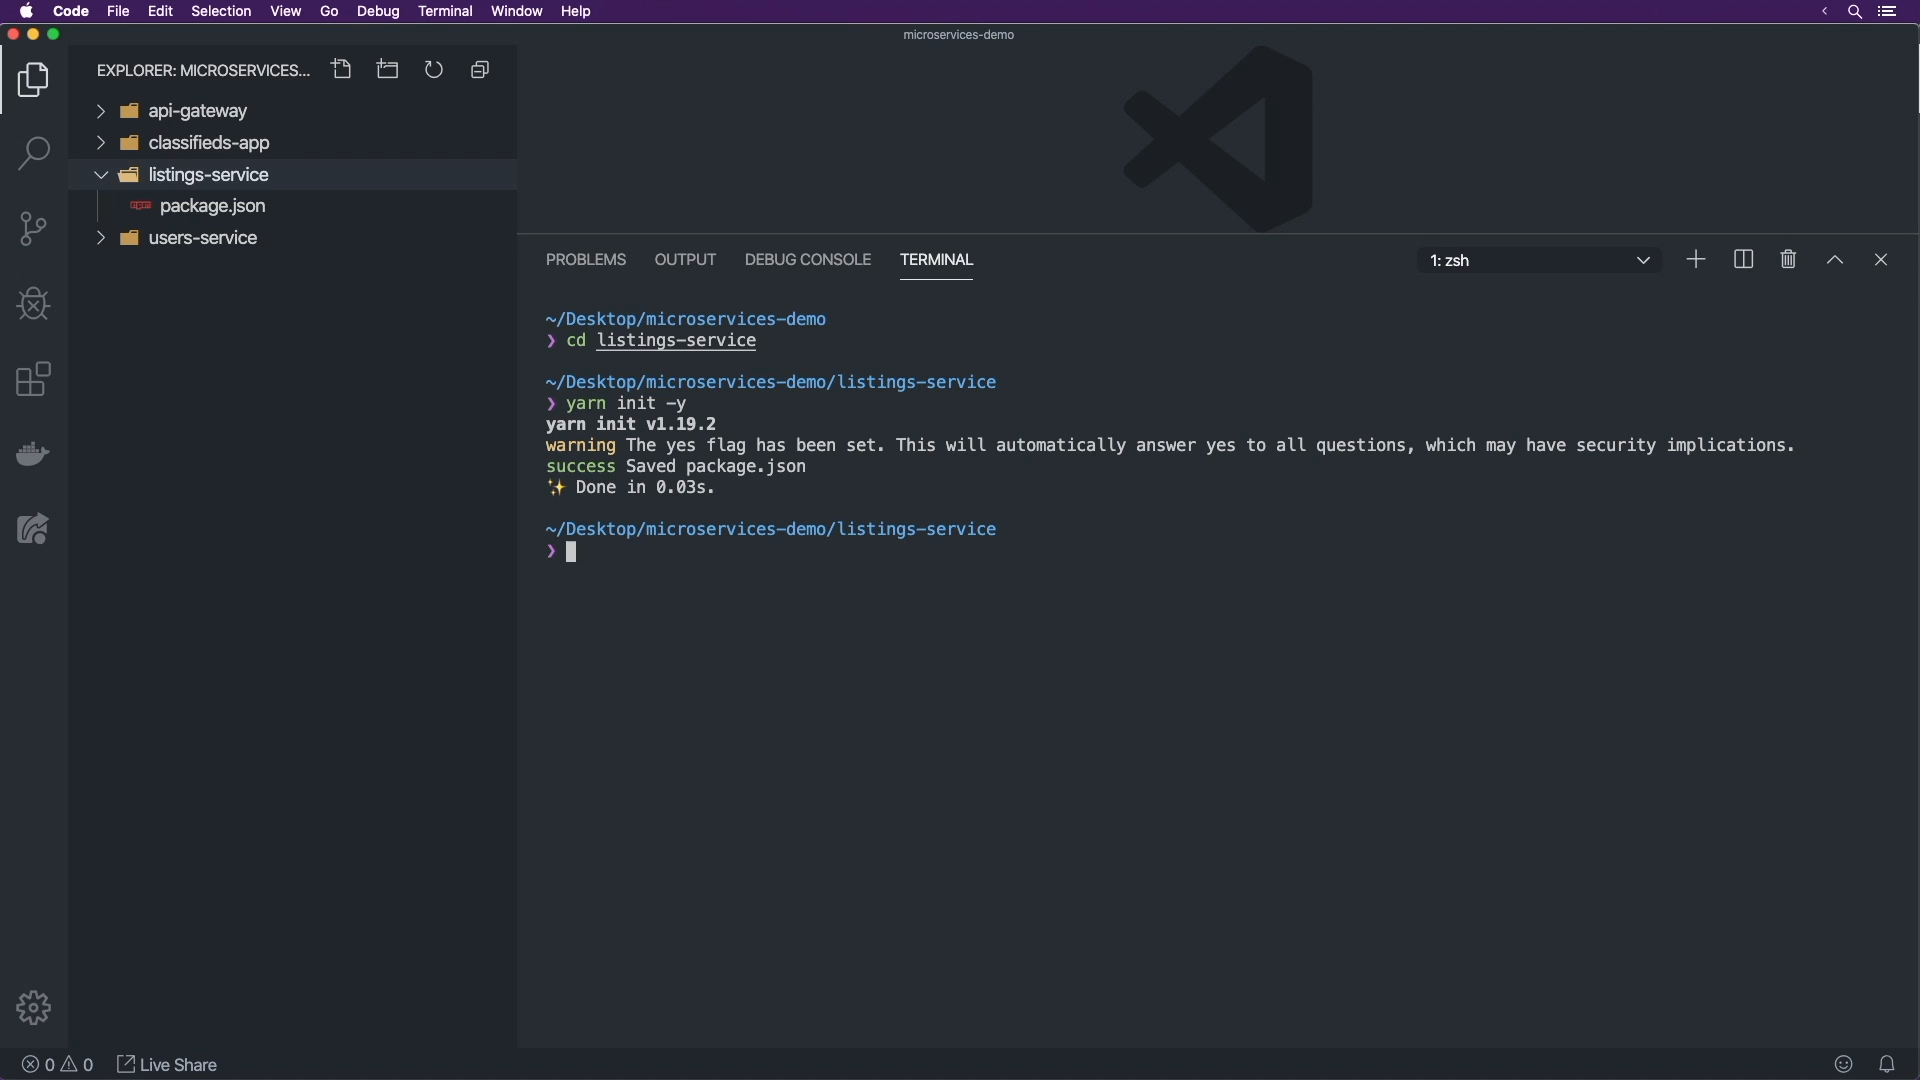 Code File Edit Selection View Go Debug Terminal Window Help
microservices-demo
EXPLORER: MICROSERVICES...
api-gateway
classifieds-app
listings-service
package.json
users-service
PROBLEMS OUTPUT DEBUG CONSOLE TERMINAL
1: zsh
~/Desktop/microservices-demo
❯ cd listings-service
~/Desktop/microservices-demo/listings-service
❯ yarn init -y
yarn init v1.19.2
warning The yes flag has been set. This will automatically answer yes to all questions, which may have security implications.
success Saved package.json
✨ Done in 0.03s.
~/Desktop/microservices-demo/listings-service
❯
0 0 Live Share